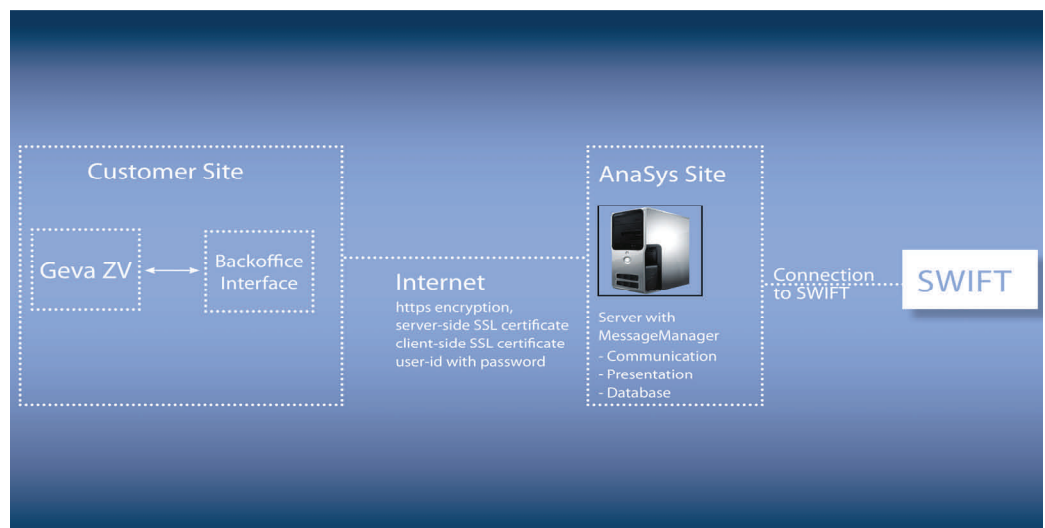 Customer Site
Geva ZV
Backoffice
Interface
Internet
https encryption,
server-side SSL certificate
client-side SSL certificate
user-id with password
AnaSys Site
Server with
MessageManager
- Communication
- Presentation
- Database
Connection
to SWIFT
SWIFT